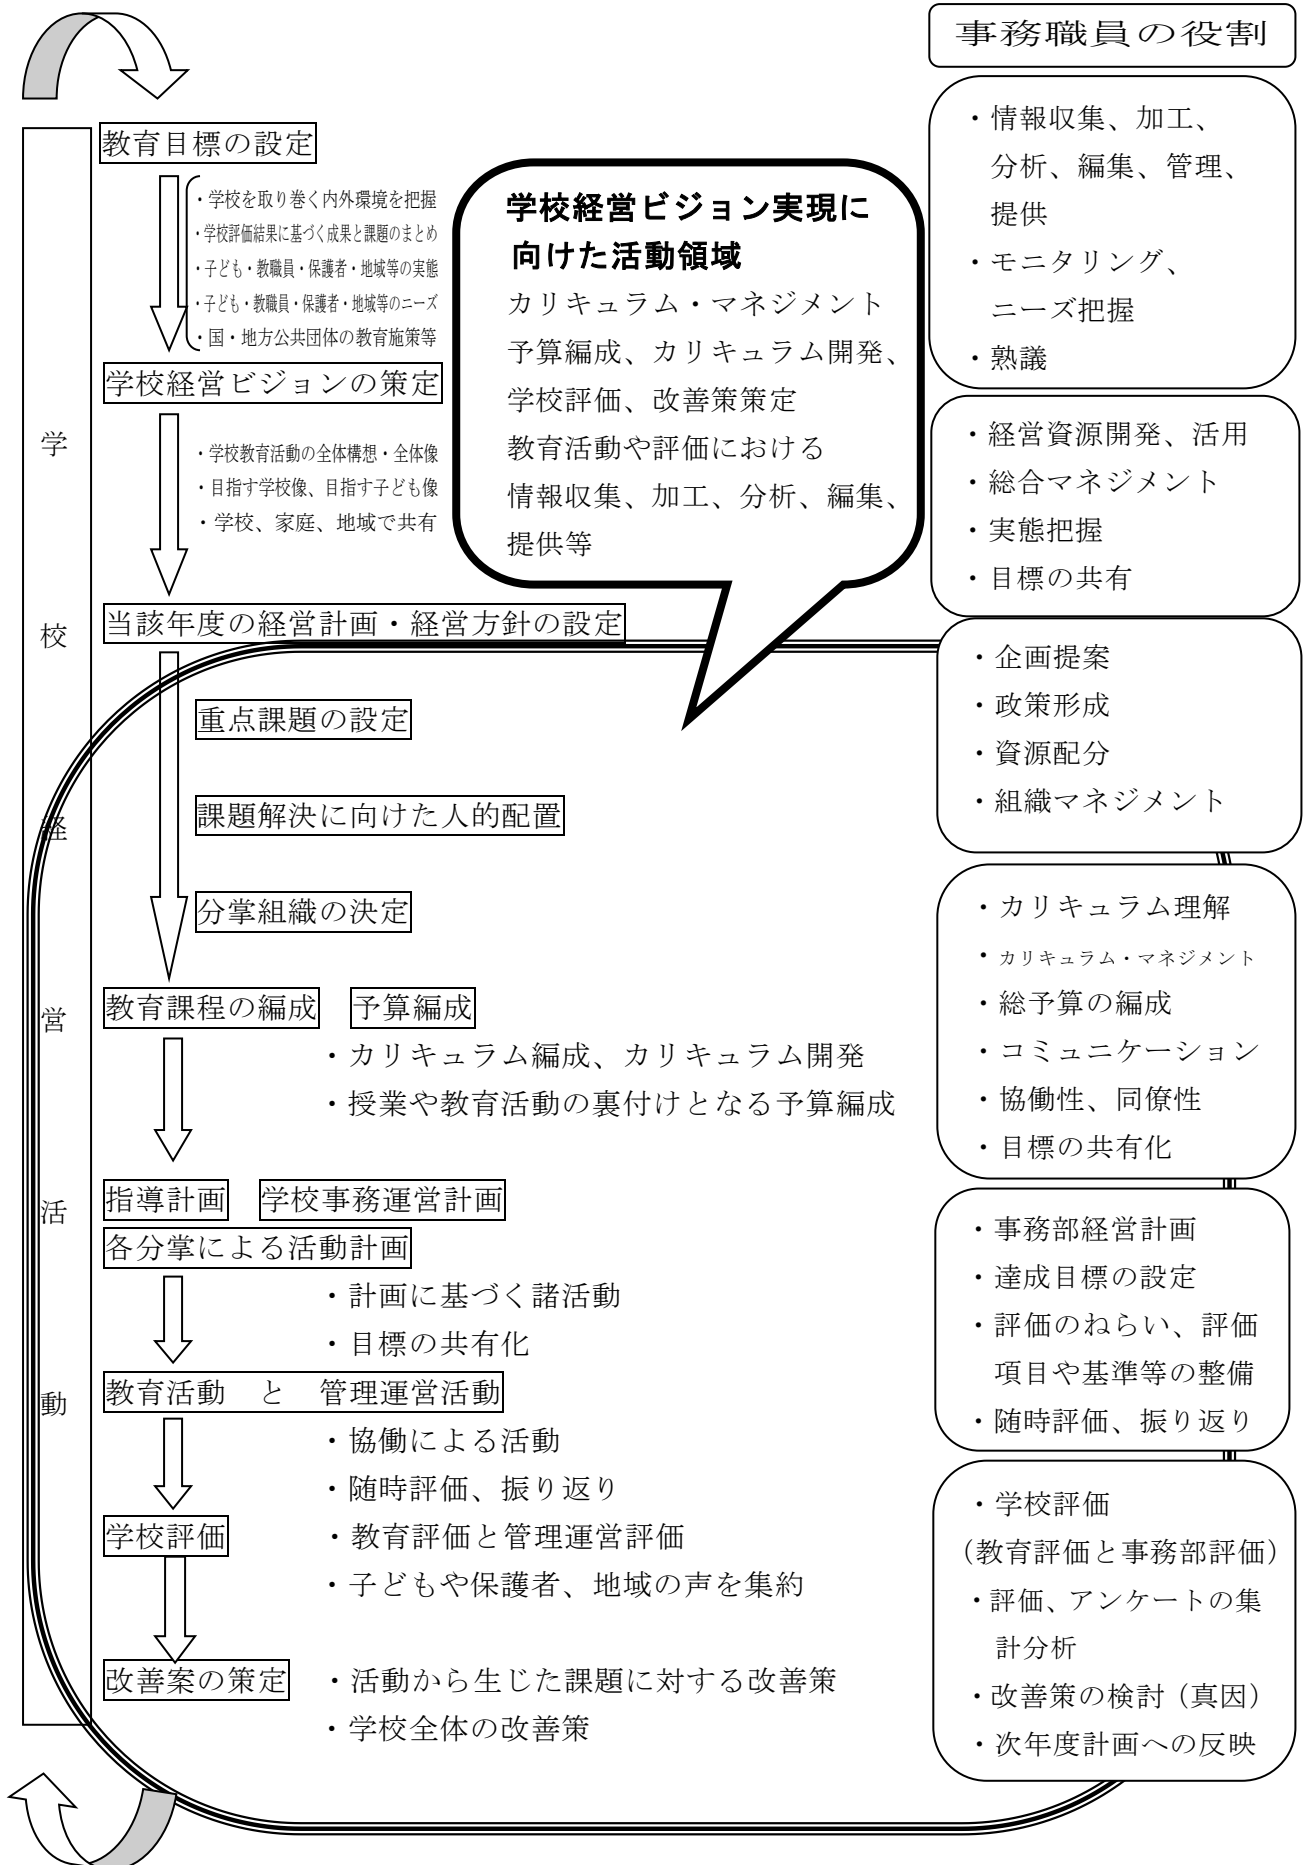 事務職員の役割
学校経営活動
教育目標の設定
・学校を取り巻く内外環境を把握
・学校評価結果に基づく成果と課題のまとめ
・子ども・教職員・保護者・地域等の実態
・子ども・教職員・保護者・地域等のニーズ
・国・地方公共団体の教育施策等
学校経営ビジョンの策定
・学校教育活動の全体構想・全体像
・目指す学校像、目指す子ども像
・学校、家庭、地域で共有
当該年度の経営計画・経営方針の設定
重点課題の設定
課題解決に向けた人的配置
分掌組織の決定
教育課程の編成 予算編成
・カリキュラム編成、カリキュラム開発
・授業や教育活動の裏付けとなる予算編成
指導計画 学校事務運営計画
各分掌による活動計画
・計画に基づく諸活動
・目標の共有化
教育活動 と 管理運営活動
・協働による活動
・随時評価、振り返り
学校評価 ・教育評価と管理運営評価
・子どもや保護者、地域の声を集約
改善案の策定 ・活動から生じた課題に対する改善策
・学校全体の改善策
学校経営ビジョン実現に
向けた活動領域
カリキュラム・マネジメント
予算編成、カリキュラム開発、
学校評価、改善策策定
教育活動や評価における
情報収集、加工、分析、編集、
提供等
・情報収集、加工、
分析、編集、管理、
提供
・モニタリング、
ニーズ把握
・熟議
・経営資源開発、活用
・総合マネジメント
・実態把握
・目標の共有
・企画提案
・政策形成
・資源配分
・組織マネジメント
・カリキュラム理解
・カリキュラム・マネジメント
・総予算の編成
・コミュニケーション
・協働性、同僚性
・目標の共有化
・事務部経営計画
・達成目標の設定
・評価のねらい、評価
項目や基準等の整備
・随時評価、振り返り
・学校評価
（教育評価と事務部評価）
・評価、アンケートの集
計分析
・改善策の検討（真因）
・次年度計画への反映